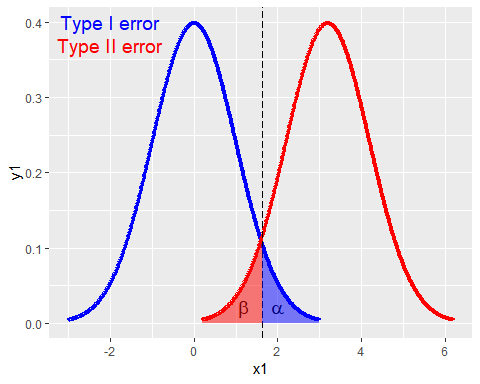 Type I error
Type II error
0.4
0.3
0.2
0.1
0.0
y1
β
α
-2
0
2
4
6
x1